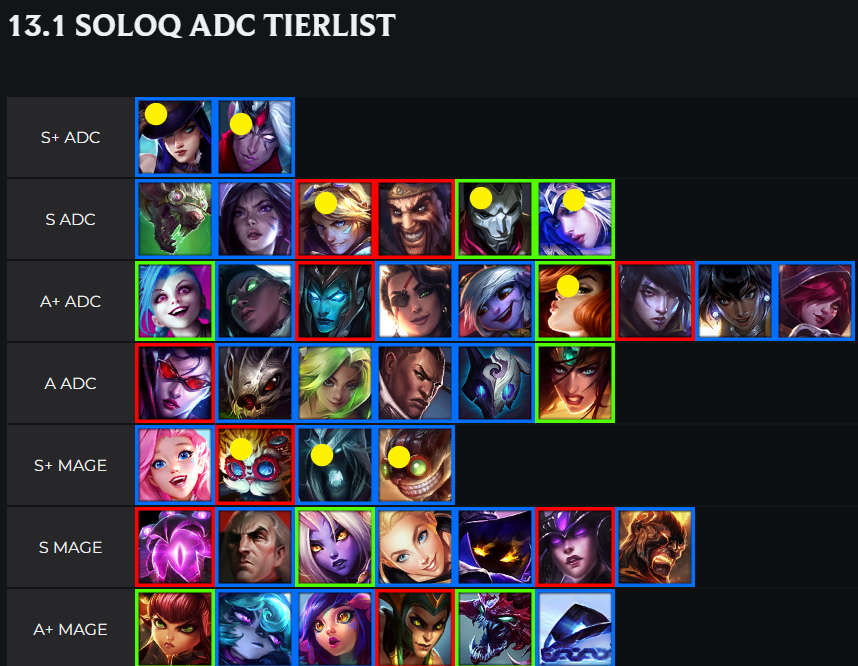 13.1 SOLOQ ADC TIERLIST
S+ ADC
S ADC
A+ ADC
A ADC
S+ MAGE
S MAGE
A+ MAGE